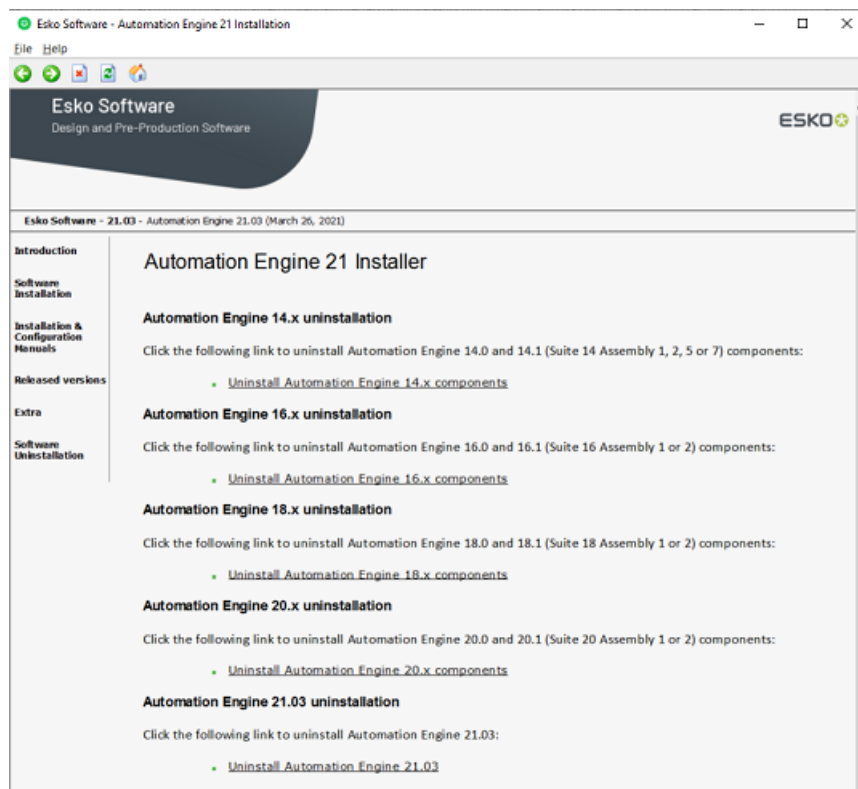 Esko Software - Automation Engine 21 Installation
File Help
Esko Software
Design and Pre-Production Software
ESKO
Esko Software - 21.03 - Automation Engine 21.03 (March 26, 2021)
Introduction
Software
Installation
Installation &
Configuration
Manuals
Released versions
Extra
Software
Uninstallation
Automation Engine 21 Installer
Automation Engine 14.x uninstallation
Click the following link to uninstall Automation Engine 14.0 and 14.1 (Suite 14 Assembly 1, 2, 5 or 7) components:
Uninstall Automation Engine 14.x components
Automation Engine 16.x uninstallation
Click the following link to uninstall Automation Engine 16.0 and 16.1 (Suite 16 Assembly 1 or 2) components:
Uninstall Automation Engine 16.x components
Automation Engine 18.x uninstallation
Click the following link to uninstall Automation Engine 18.0 and 18.1 (Suite 18 Assembly 1 or 2) components:
Uninstall Automation Engine 18.x components
Automation Engine 20.x uninstallation
Click the following link to uninstall Automation Engine 20.0 and 20.1 (Suite 20 Assembly 1 or 2) components:
Uninstall Automation Engine 20.x components
Automation Engine 21.03 uninstallation
Click the following link to uninstall Automation Engine 21.03:
Uninstall Automation Engine 21.03